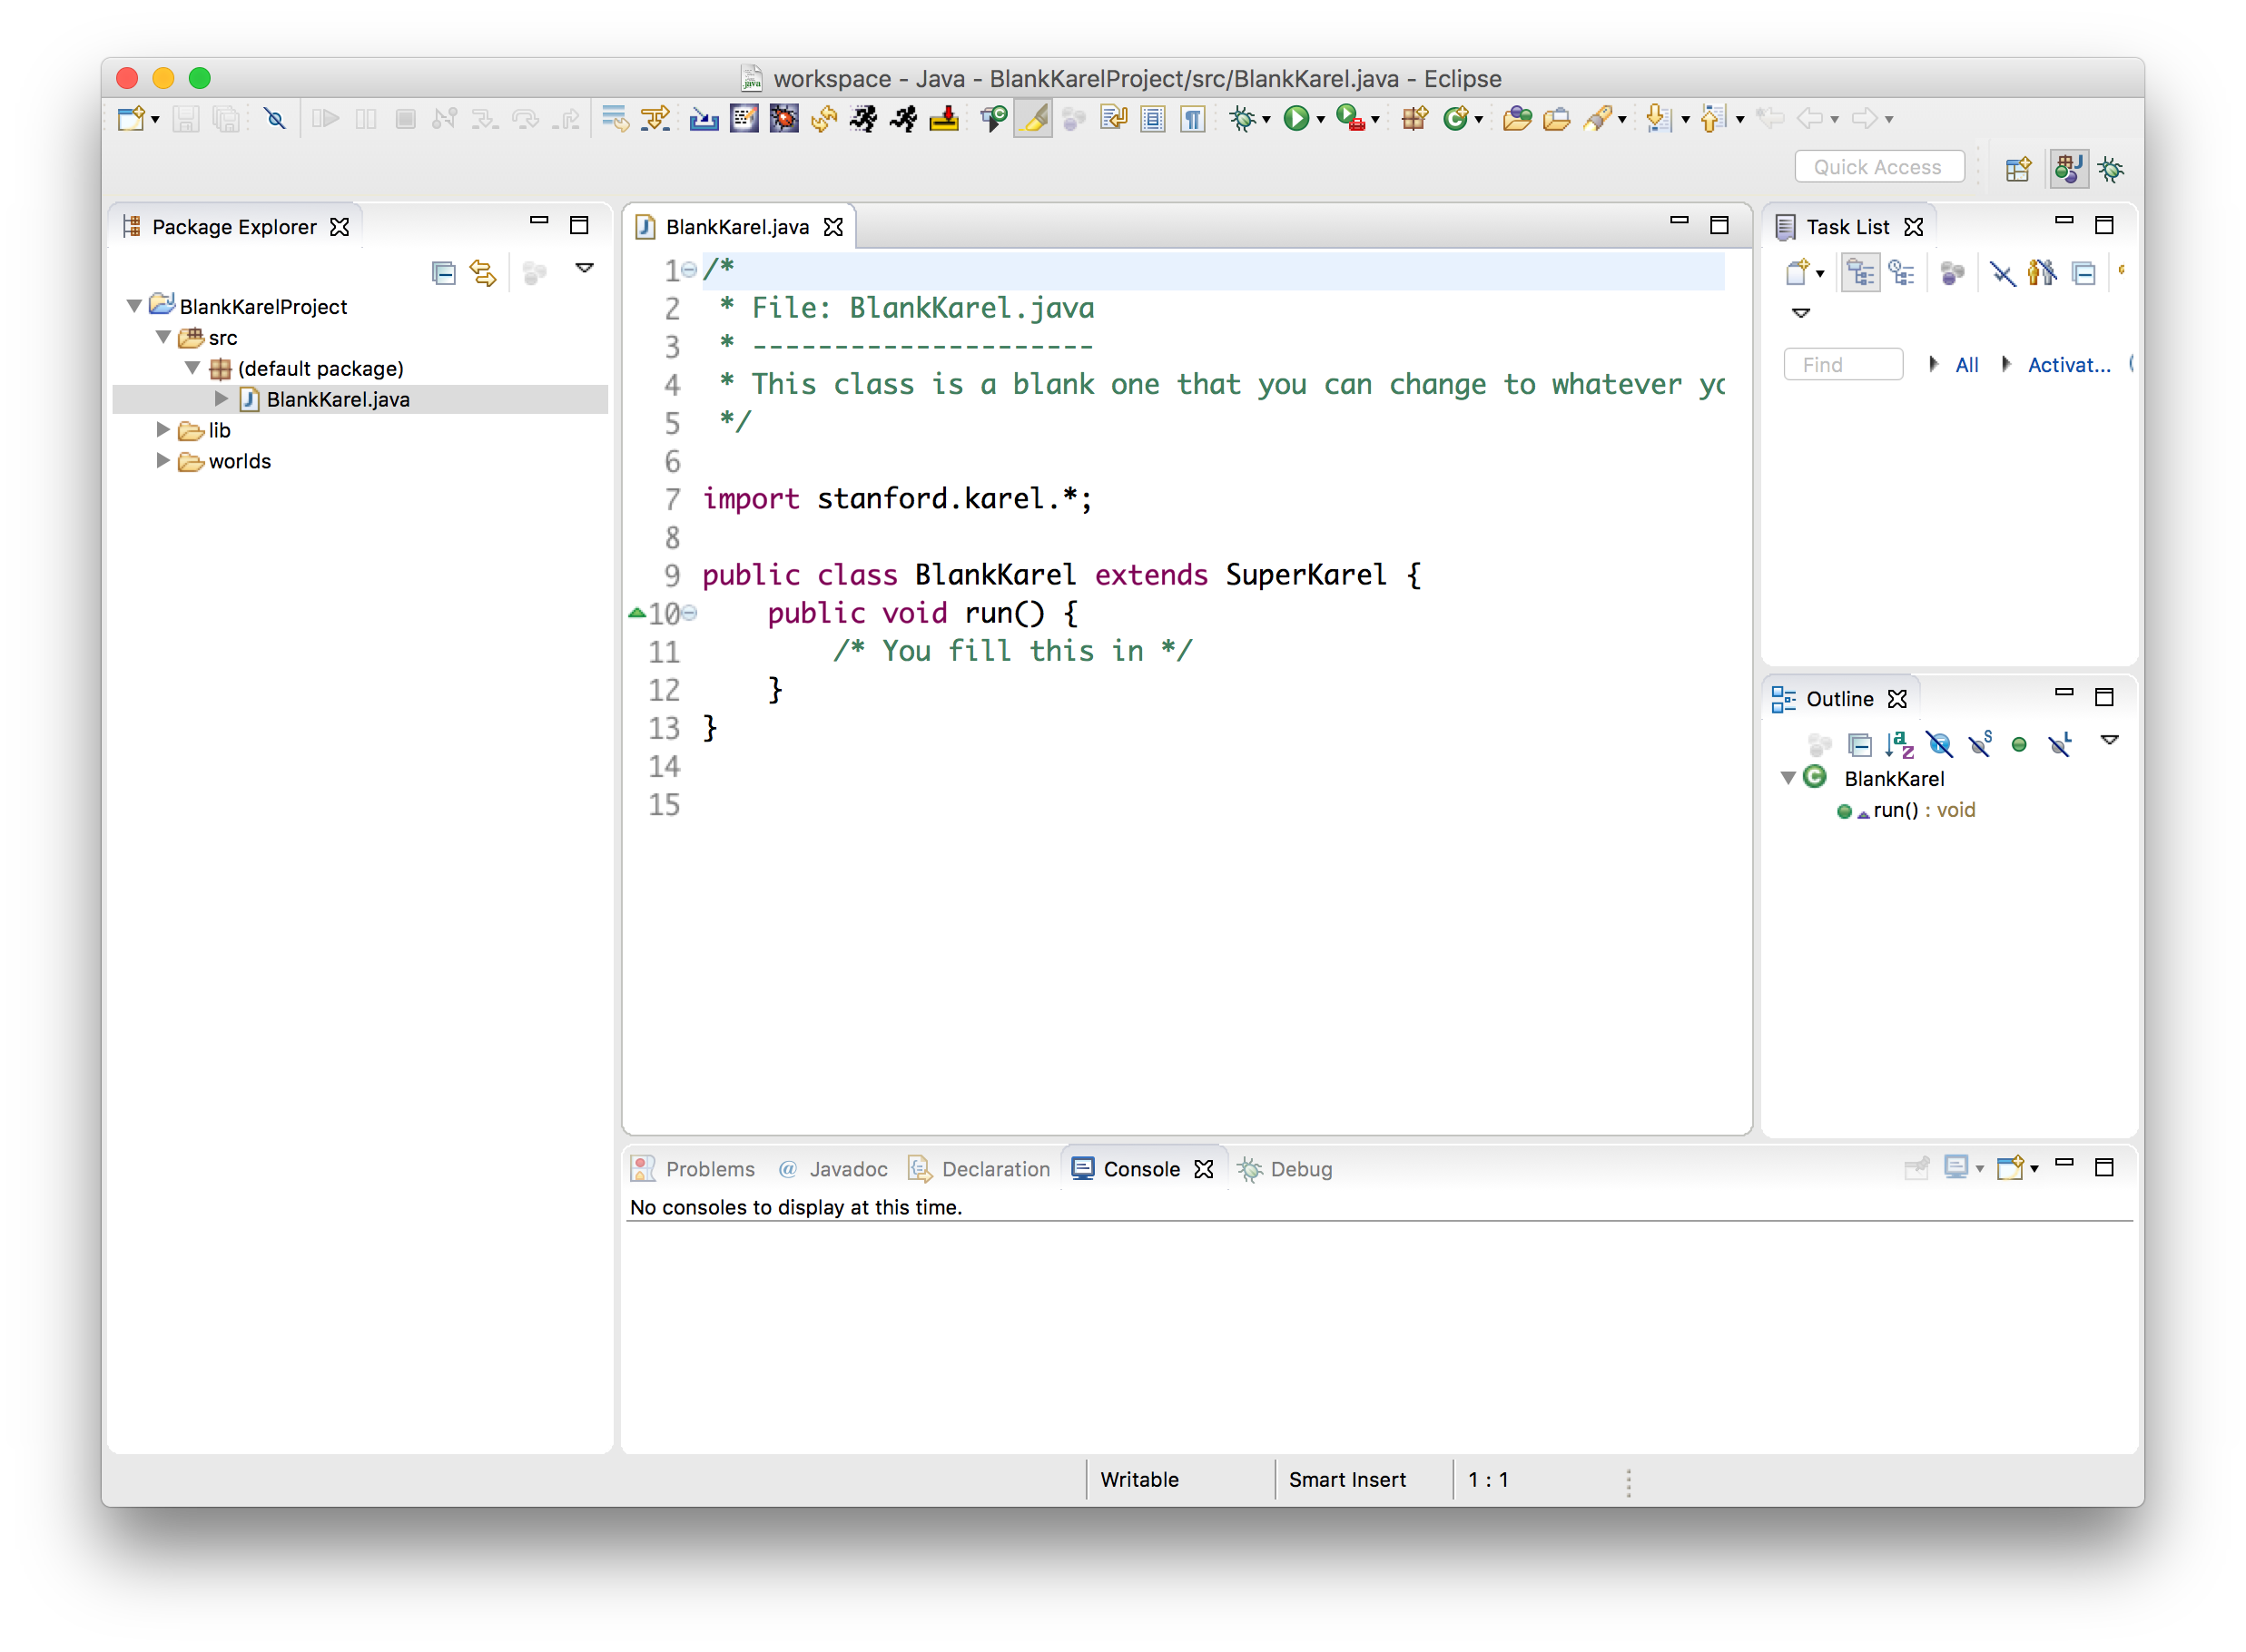 workspace - Java - BlankKarelProject/src/BlankKarel.java - Eclipse
Quick Access
Package Explorer
BlankKarelProject
src
(default package)
BlankKarel.java
lib
worlds
BlankKarel.java
1 /*
2 * File: BlankKarel.java
3 * ---------------------
4 * This class is a blank one that you can change to whatever yo
5 */
6
7 import stanford.karel.*;
8
9 public class BlankKarel extends SuperKarel {
10 public void run() {
11 /* You fill this in */
12 }
13 }
14
15
Task List
Find
All
Activat...
Outline
BlankKarel
run() : void
Problems
@ Javadoc
Declaration
Console
Debug
No consoles to display at this time.
Writable
Smart Insert
1 : 1